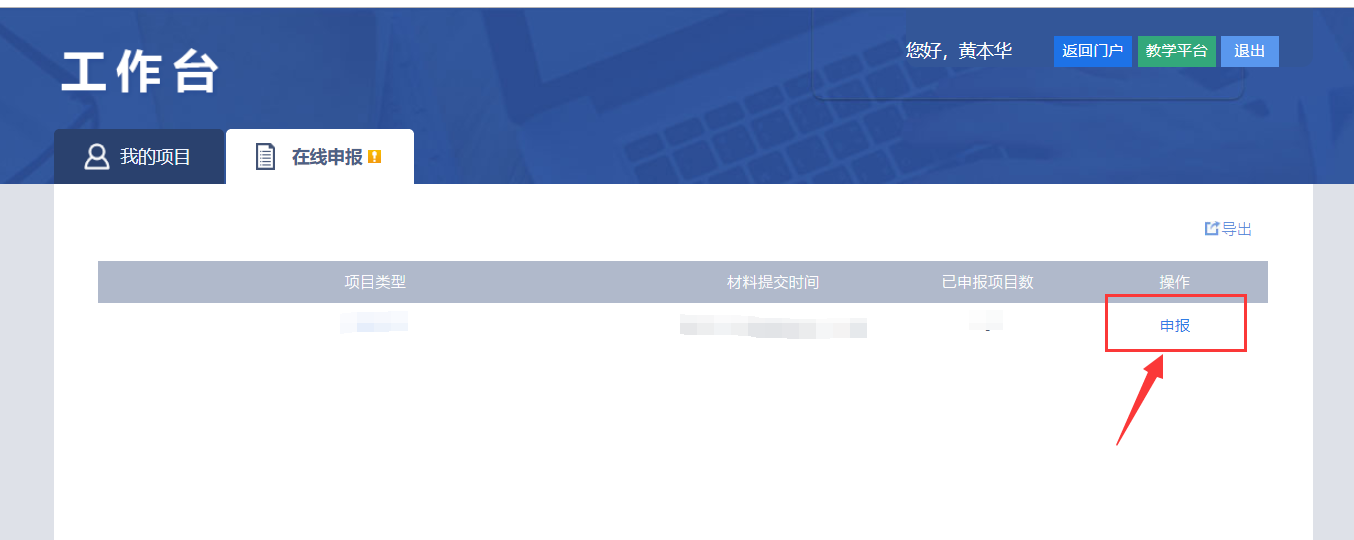 工作台
您好，黄本华
返回门户
教学平台
退出
我的项目
在线申报
导出
项目类型 材料提交时间 已申报项目数 操作
申报